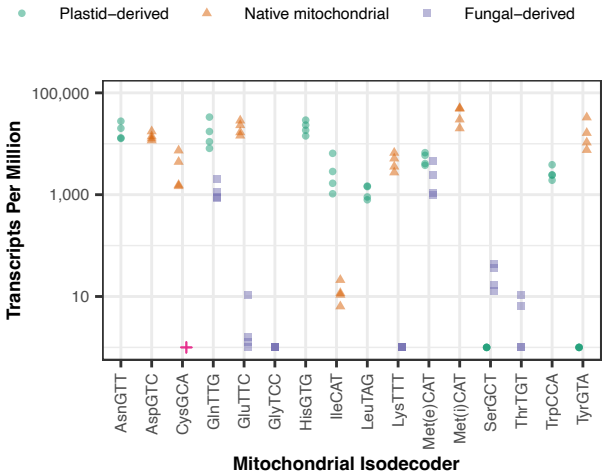 Plastid–derived Native mitochondrial Fungal–derived
100,000
1,000
10
Transcripts Per Million
AsnGTT
AspGTC
CysGCA
GlnTTG
GluTTC
GlyTCC
HisGTG
IleCAT
LeuTAG
LysTTT
Met(e)CAT
Met(i)CAT
SerGCT
ThrTGT
TrpCCA
TyrGTA
Mitochondrial Isodecoder